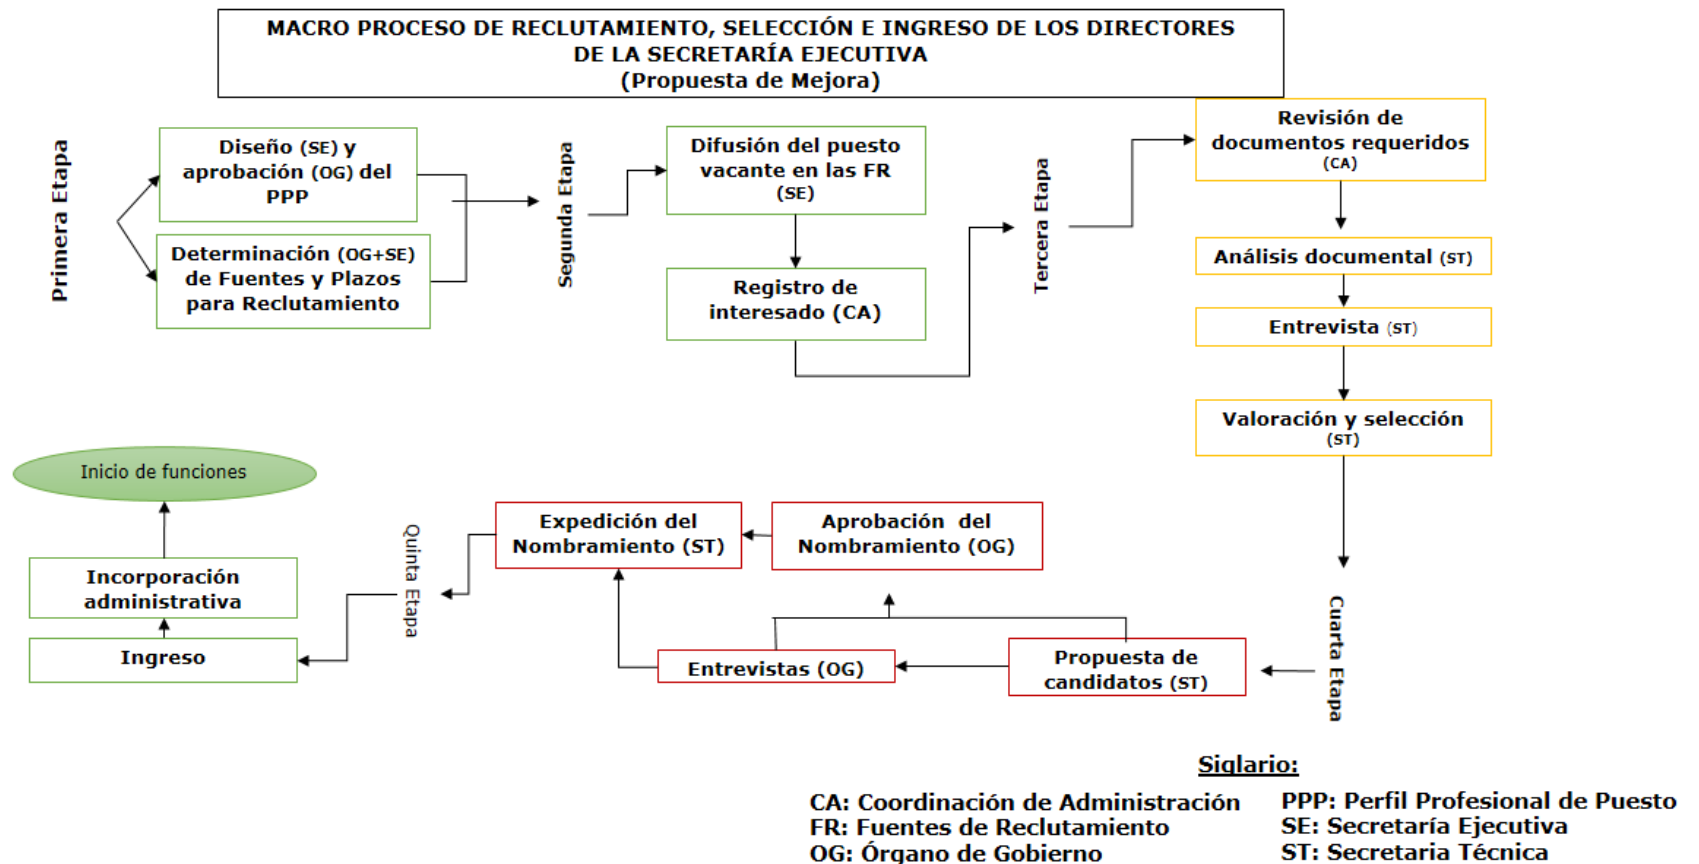 MACRO PROCESO DE RECLUTAMIENTO, SELECCIÓN E INGRESO DE LOS DIRECTORES
DE LA SECRETARÍA EJECUTIVA
(Propuesta de Mejora)
Primera Etapa
Diseño (SE) y
aprobación (OG) del
PPP
Determinación (OG+SE)
de Fuentes y Plazos
para Reclutamiento
Segunda Etapa
Difusión del puesto
vacante en las FR
(SE)
Registro de
interesado (CA)
Tercera Etapa
Revisión de
documentos requeridos
(CA)
Análisis documental (ST)
Entrevista (ST)
Valoración y selección
(ST)
Cuarta Etapa
Propuesta de
candidatos (ST)
Entrevistas (OG)
Aprobación del
Nombramiento (OG)
Expedición del
Nombramiento (ST)
Quinta Etapa
Ingreso
Incorporación
administrativa
Inicio de funciones
Siglario:
CA: Coordinación de Administración
FR: Fuentes de Reclutamiento
OG: Órgano de Gobierno
PPP: Perfil Profesional de Puesto
SE: Secretaría Ejecutiva
ST: Secretaria Técnica